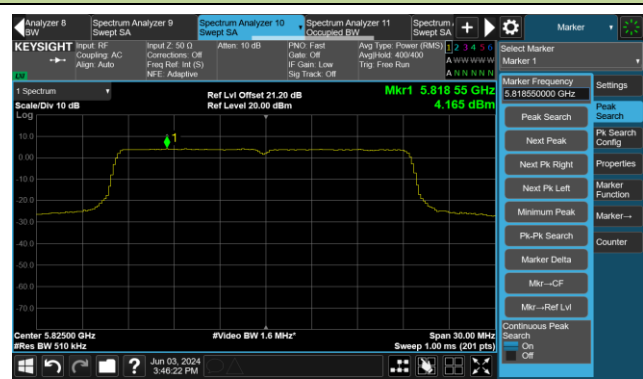 Analyzer 8
BW
Spectrum Analyzer 9
Swept SA
Spectrum Analyzer 10
Swept SA
Spectrum Analyzer 11
Occupied BW
Spectrum
Swept SA
+
Marker
KEYSIGHT
Input: RF
Coupling: AC
Align: Auto
Input Z: 50 Ω
Corrections: Off
Freq Ref: Int (S)
NFE: Adaptive
Atten: 10 dB
PNO: Fast
Gate: Off
IF Gain: Low
Sig Track: Off
Avg Type: Power (RMS)
Avg|Hold: 400/400
Trig: Free Run
1 2 3 4 5 6
A W W W W W
A N N N N N
LV
Select Marker
Marker 1
1 Spectrum
Scale/Div 10 dB
Log
Ref Lvl Offset 21.20 dB
Ref Level 20.00 dBm
Mkr1 5.818 55 GHz
4.165 dBm
1
10.0
0.00
-10.0
-20.0
-30.0
-40.0
-50.0
-60.0
-70.0
Center 5.82500 GHz
#Res BW 510 kHz
#Video BW 1.6 MHz*
Span 30.00 MHz
Sweep 1.00 ms (201 pts)
Marker Frequency
5.818550000 GHz
Peak Search
Next Peak
Next Pk Right
Next Pk Left
Minimum Peak
Pk-Pk Search
Marker Delta
Mkr→CF
Mkr→Ref Lvl
Continuous Peak
Search
On
Off
Settings
Peak
Search
Pk Search
Config
Properties
Marker
Function
Marker→
Counter
?
Jun 03, 2024
3:46:22 PM